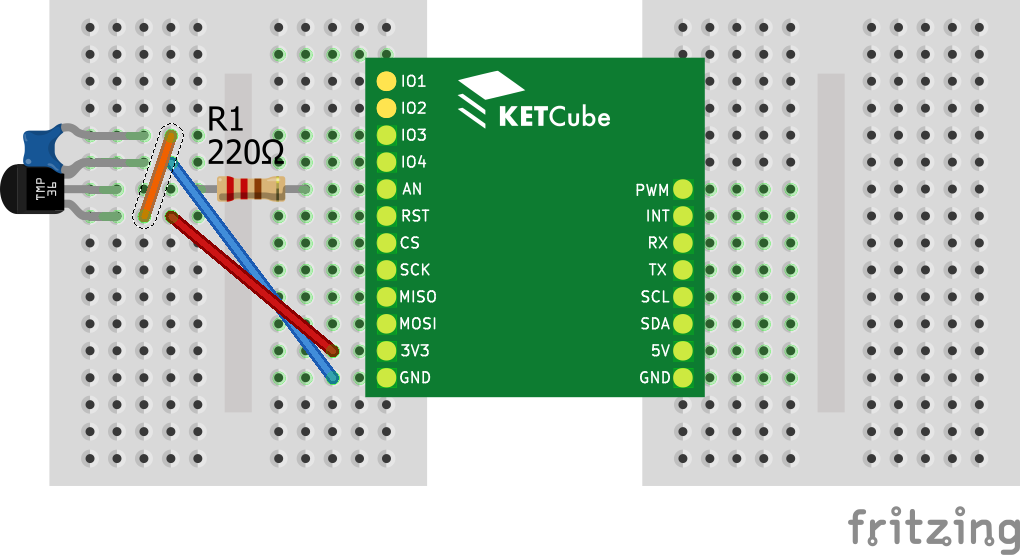 R1
220Ω
TMP
36
KETCube
IO1
IO2
IO3
IO4
AN
RST
CS
SCK
MISO
MOSI
3V3
GND
PWM
INT
RX
TX
SCL
SDA
5V
GND
fritzing